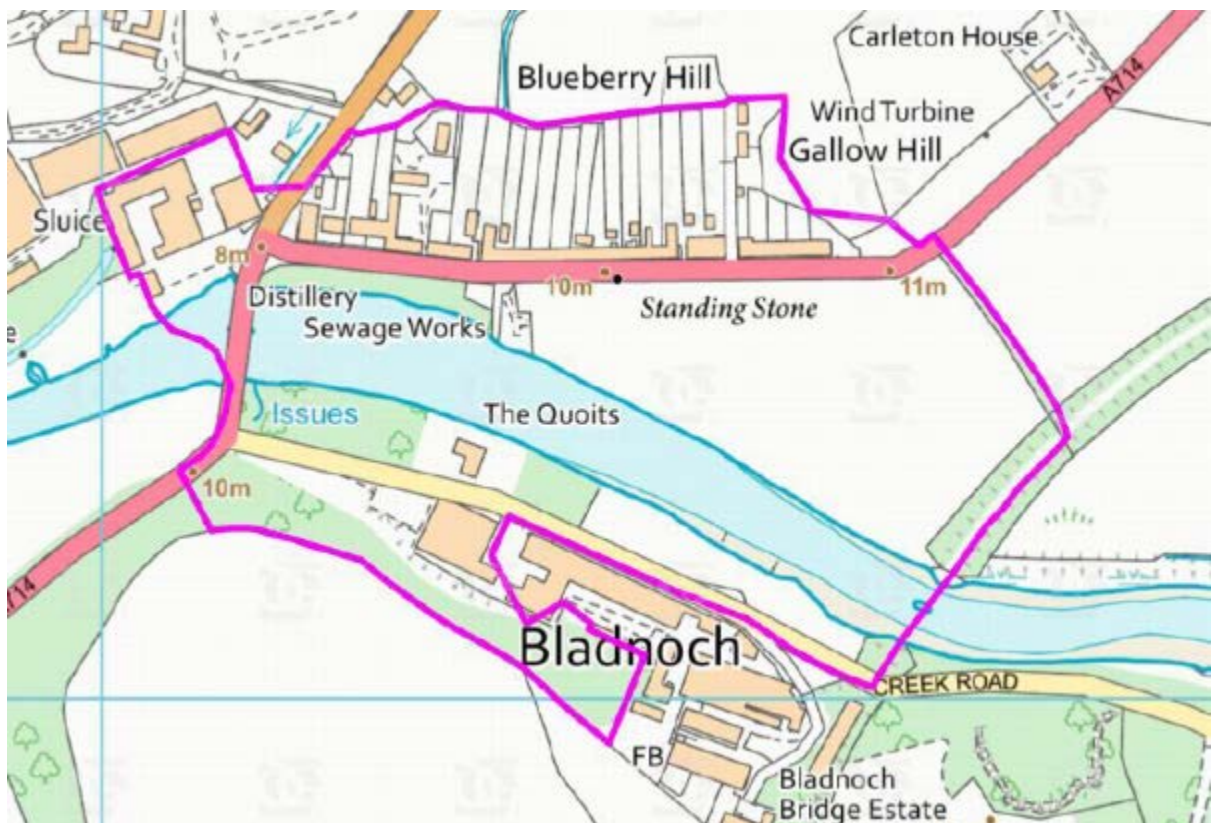 Carleton House
A714
Blueberry Hill
Wind Turbine
Gallow Hill
Sluice
8m
10m
11m
Distillery
Standing Stone
Sewage Works
e
Issues
The Quoits
10m
Bladnoch
CREEK ROAD
FB
Bladnoch
Bridge Estate